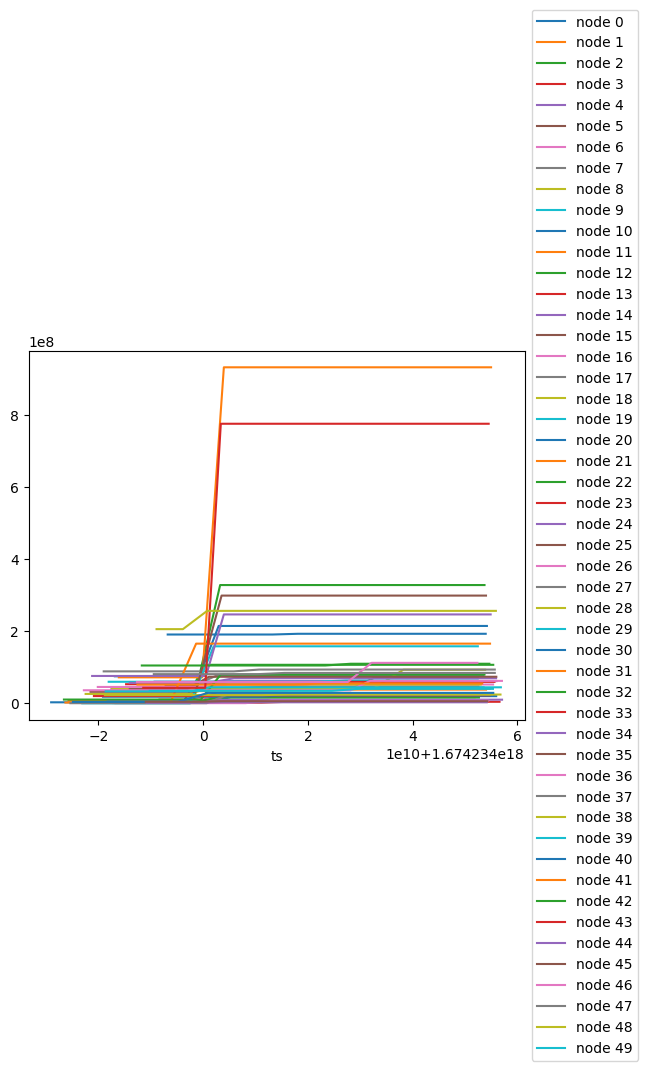 1e8
8
6
4
2
0
−2
0
2
4
6
ts
1e10+1.674234e18
node 0
node 1
node 2
node 3
node 4
node 5
node 6
node 7
node 8
node 9
node 10
node 11
node 12
node 13
node 14
node 15
node 16
node 17
node 18
node 19
node 20
node 21
node 22
node 23
node 24
node 25
node 26
node 27
node 28
node 29
node 30
node 31
node 32
node 33
node 34
node 35
node 36
node 37
node 38
node 39
node 40
node 41
node 42
node 43
node 44
node 45
node 46
node 47
node 48
node 49